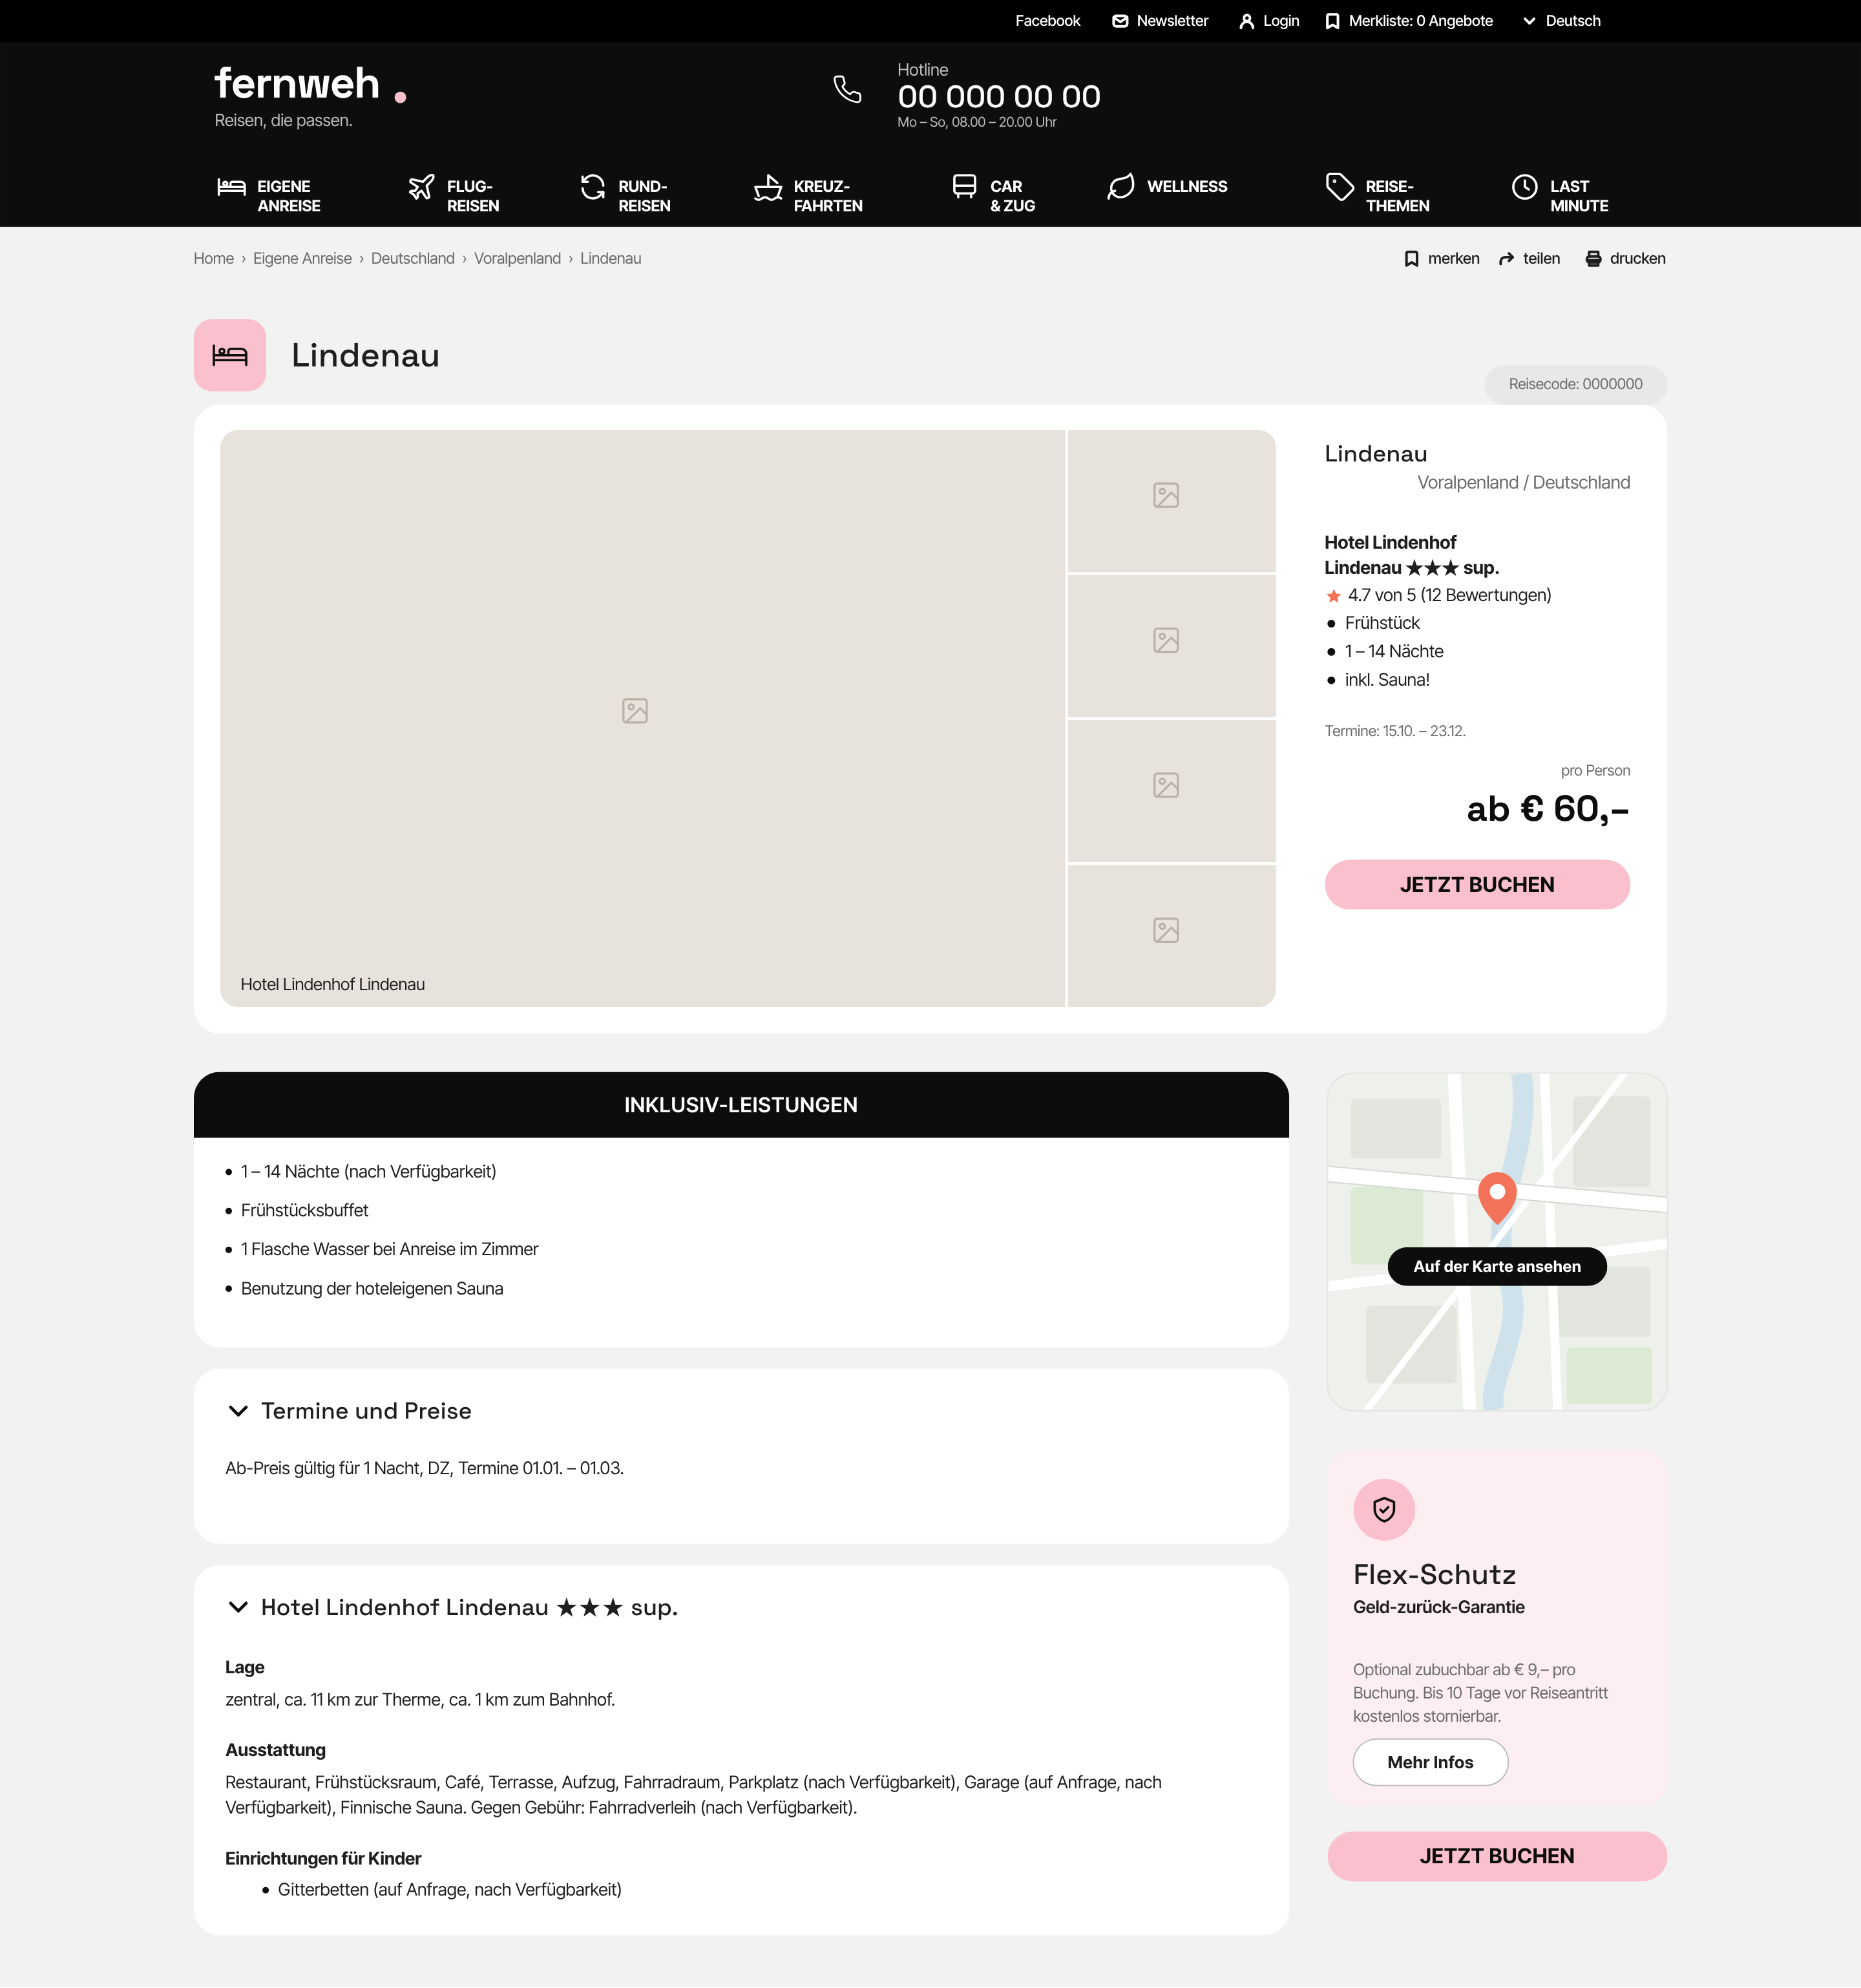 Facebook Newsletter Login Merkliste: 0 Angebote Deutsch
fernweh.
Reisen, die passen.
Hotline
00 000 00 00
Mo – So, 08.00 – 20.00 Uhr
EIGENE
ANREISE
FLUG-
REISEN
RUND-
REISEN
KREUZ-
FAHRTEN
CAR
& ZUG
WELLNESS
REISE-
THEMEN
LAST
MINUTE
Home › Eigene Anreise › Deutschland › Voralpenland › Lindenau
merken teilen drucken
Lindenau
Reisecode: 0000000
Hotel Lindenhof Lindenau
Lindenau
Voralpenland / Deutschland
Hotel Lindenhof
Lindenau ★★★ sup.
★ 4.7 von 5 (12 Bewertungen)
• Frühstück
• 1 – 14 Nächte
• inkl. Sauna!
Termine: 15.10. – 23.12.
pro Person
ab € 60,–
JETZT BUCHEN
INKLUSIV-LEISTUNGEN
• 1 – 14 Nächte (nach Verfügbarkeit)
• Frühstücksbuffet
• 1 Flasche Wasser bei Anreise im Zimmer
• Benutzung der hoteleigenen Sauna
Termine und Preise
Ab-Preis gültig für 1 Nacht, DZ, Termine 01.01. – 01.03.
Hotel Lindenhof Lindenau ★★★ sup.
Lage
zentral, ca. 11 km zur Therme, ca. 1 km zum Bahnhof.
Ausstattung
Restaurant, Frühstücksraum, Café, Terrasse, Aufzug, Fahrradraum, Parkplatz (nach Verfügbarkeit), Garage (auf Anfrage, nach
Verfügbarkeit), Finnische Sauna. Gegen Gebühr: Fahrradverleih (nach Verfügbarkeit).
Einrichtungen für Kinder
• Gitterbetten (auf Anfrage, nach Verfügbarkeit)
Auf der Karte ansehen
Flex-Schutz
Geld-zurück-Garantie
Optional zubuchbar ab € 9,– pro
Buchung. Bis 10 Tage vor Reiseantritt
kostenlos stornierbar.
Mehr Infos
JETZT BUCHEN